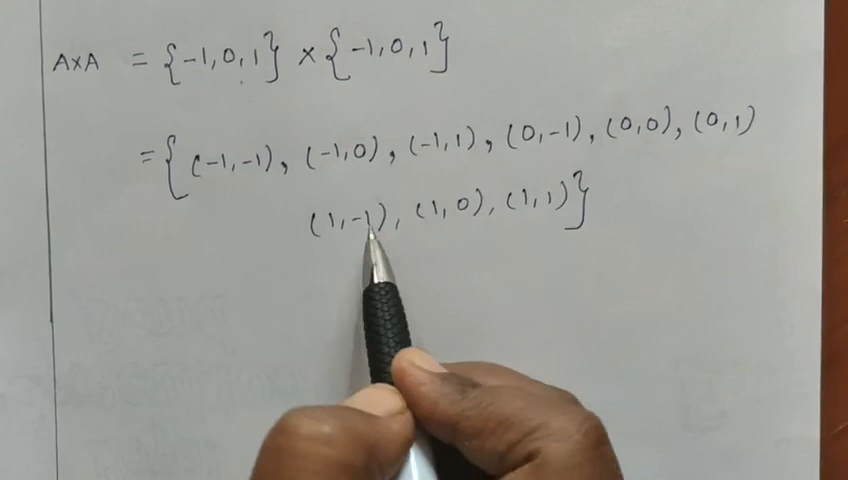 A×A = {-1,0,1} × {-1,0,1}
= { (-1,-1), (-1,0), (-1,1), (0,-1), (0,0), (0,1)
(1,-1), (1,0), (1,1)}